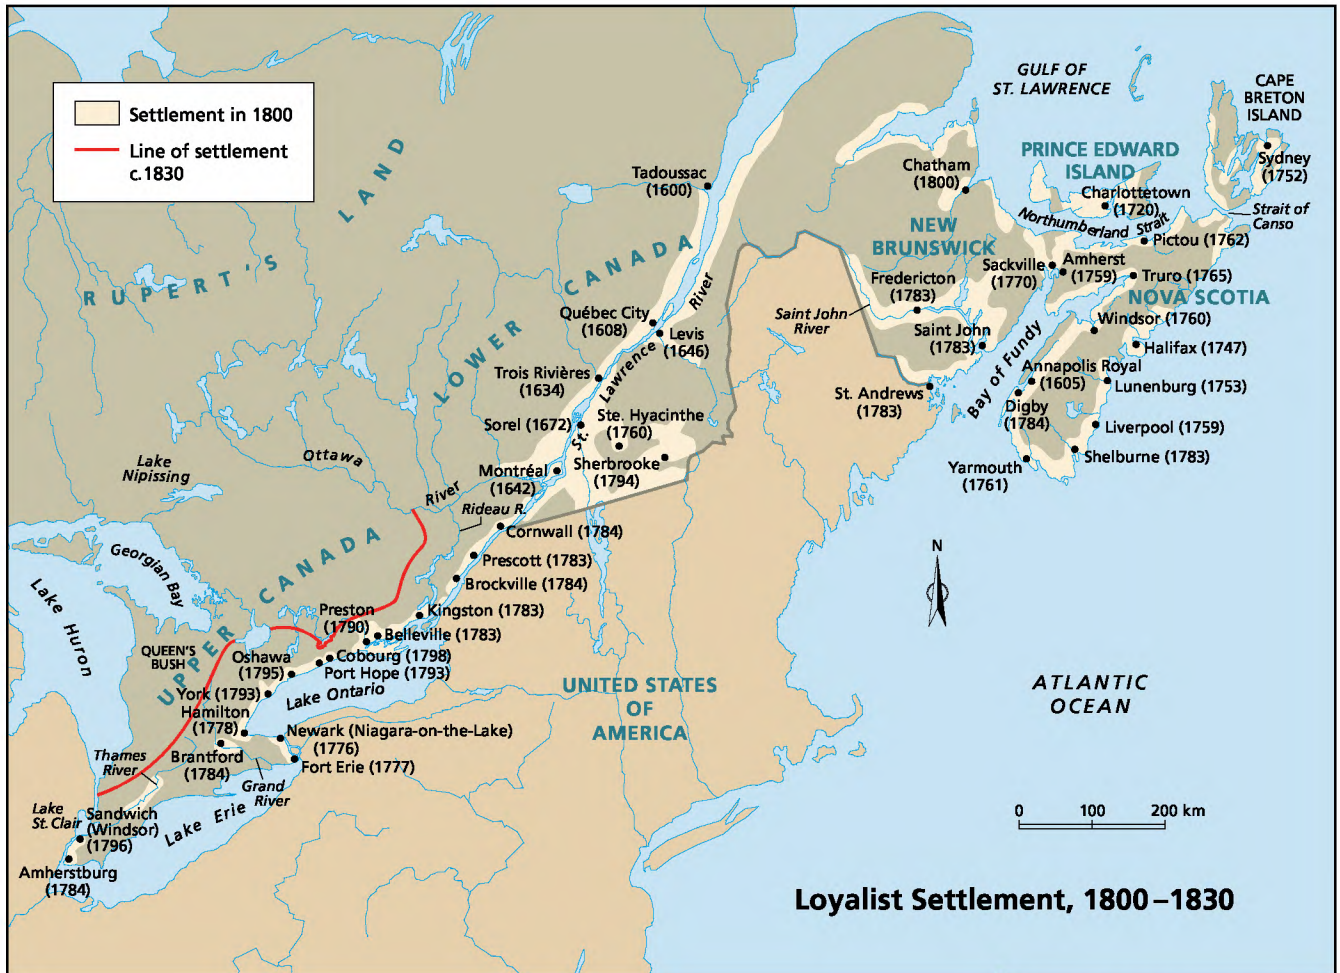 Settlement in 1800
Line of settlement
c.1830
GULF OF
ST. LAWRENCE
CAPE
BRETON
ISLAND
Sydney
(1752)
PRINCE EDWARD
ISLAND
Charlottetown
(1720)
Northumberland Strait
Strait of
Canso
Pictou (1762)
Chatham
(1800)
NEW
BRUNSWICK
Sackville
(1770)
Amherst
(1759)
Truro (1765)
NOVA SCOTIA
Fredericton
(1783)
Saint John
River
Saint John
(1783)
Windsor (1760)
Halifax (1747)
Bay of Fundy
Annapolis Royal
(1605)
Lunenburg (1753)
St. Andrews
(1783)
Digby
(1784)
Liverpool (1759)
Shelburne (1783)
Yarmouth
(1761)
RUPERT'S LAND
LOWER CANADA
Tadoussac
(1600)
Québec City
(1608)
Levis
(1646)
St. Lawrence River
Trois Rivières
(1634)
Sorel (1672)
Ste. Hyacinthe
(1760)
Sherbrooke
(1794)
Montréal
(1642)
Lake
Nipissing
Ottawa River
Rideau R.
Cornwall (1784)
Prescott (1783)
Brockville (1784)
Kingston (1783)
UPPER CANADA
Georgian Bay
Lake Huron
QUEEN'S
BUSH
Preston
(1790)
Belleville (1783)
Cobourg (1798)
Port Hope (1793)
Oshawa
(1795)
York (1793)
Lake Ontario
Hamilton
(1778)
Newark (Niagara-on-the-Lake)
(1776)
Fort Erie (1777)
Brantford
(1784)
Grand
River
Thames
River
Lake Erie
Lake
St. Clair
Sandwich
(Windsor)
(1796)
Amherstburg
(1784)
UNITED STATES
OF
AMERICA
N
ATLANTIC
OCEAN
0 100 200 km
Loyalist Settlement, 1800–1830